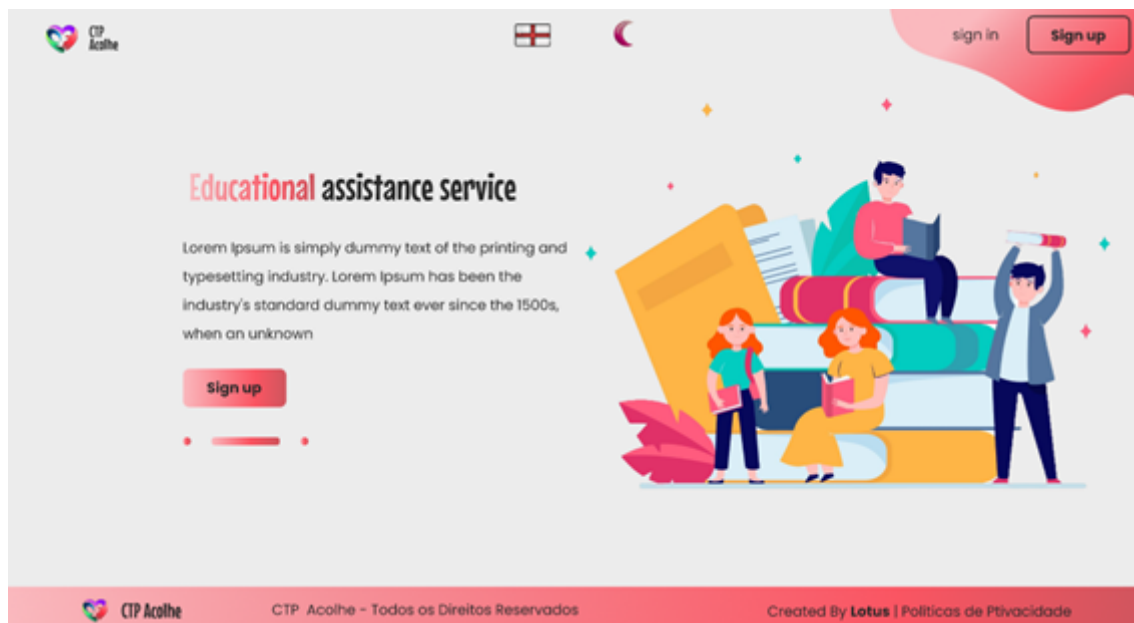 CTP
Acolhe
sign in
Sign up
Educational assistance service
Lorem Ipsum is simply dummy text of the printing and
typesetting industry. Lorem Ipsum has been the
industry's standard dummy text ever since the 1500s,
when an unknown
Sign up
CTP Acolhe
CTP Acolhe - Todos os Direitos Reservados
Created By Lotus | Políticas de Ptivacidade